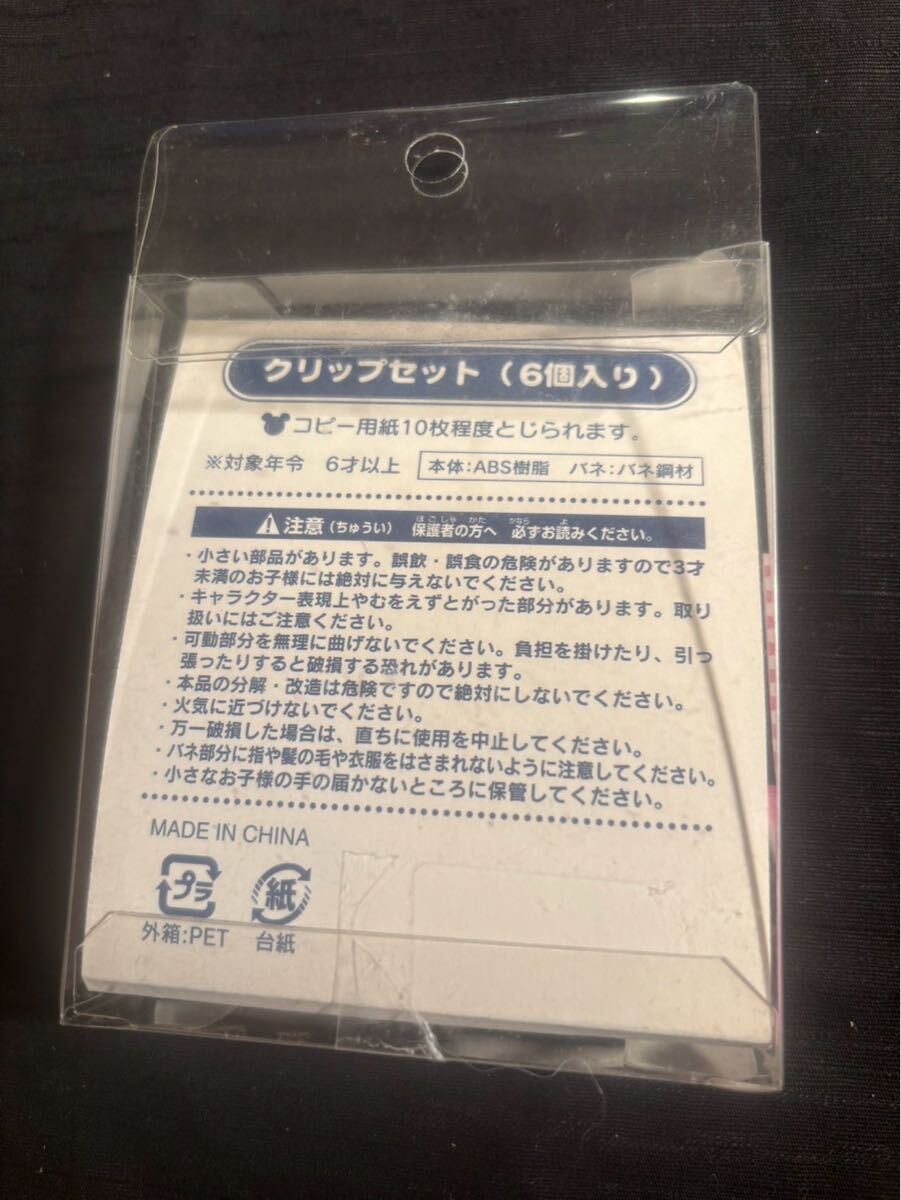 クリップセット（6個入り）
コピー用紙10枚程度とじられます。
※対象年令 6才以上 本体：ABS樹脂 バネ：バネ鋼材
注意（ちゅうい） 保護者の方へ 必ずお読みください。
・小さい部品があります。誤飲・誤食の危険がありますので3才
未満のお子様には絶対に与えないでください。
・キャラクター表現上やむをえずとがった部分があります。取り
扱いにはご注意ください。
・可動部分を無理に曲げないでください。負担を掛けたり、引っ
張ったりすると破損する恐れがあります。
・本品の分解・改造は危険ですので絶対にしないでください。
・火気に近づけないでください。
・万一破損した場合は、直ちに使用を中止してください。
・バネ部分に指や髪の毛や衣服をはさまれないように注意してください。
・小さなお子様の手の届かないところに保管してください。
MADE IN CHINA
プラ 紙
外箱:PET 台紙